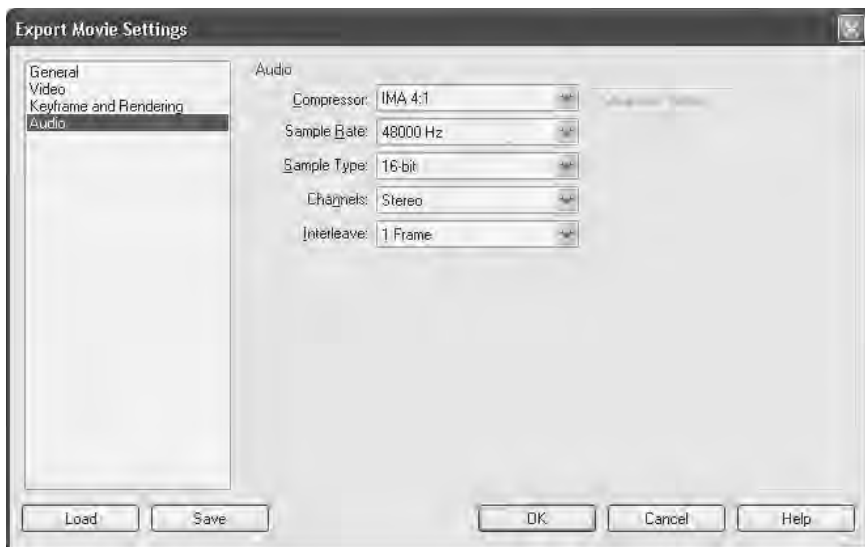 Export Movie Settings
General
Video
Keyframe and Rendering
Audio
Audio
Compressor: IMA 4:1
Sample Rate: 48000 Hz
Sample Type: 16-bit
Channels: Stereo
Interleave: 1 Frame
Load
Save
OK
Cancel
Help